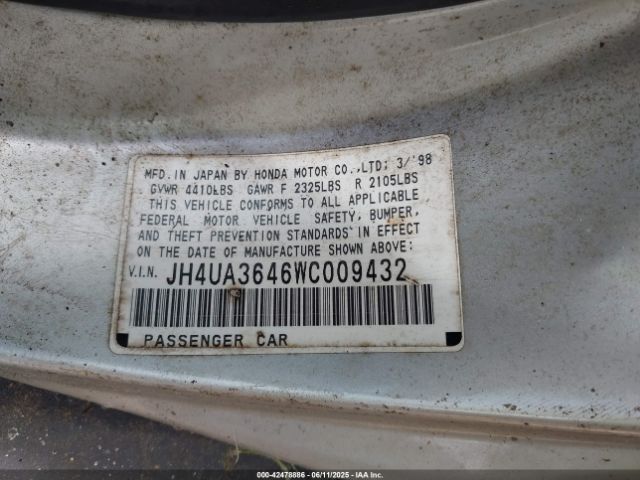 MFD. IN JAPAN BY HONDA MOTOR CO.,LTD; 3/'98
GVWR 4410LBS GAWR F 2325LBS R 2105LBS
THIS VEHICLE CONFORMS TO ALL APPLICABLE
FEDERAL MOTOR VEHICLE SAFETY, BUMPER,
AND THEFT PREVENTION STANDARDS IN EFFECT
ON THE DATE OF MANUFACTURE SHOWN ABOVE:
V.I.N. JH4UA3646WC009432
PASSENGER CAR
000-42478886 - 06/11/2025 - IAAI.COM